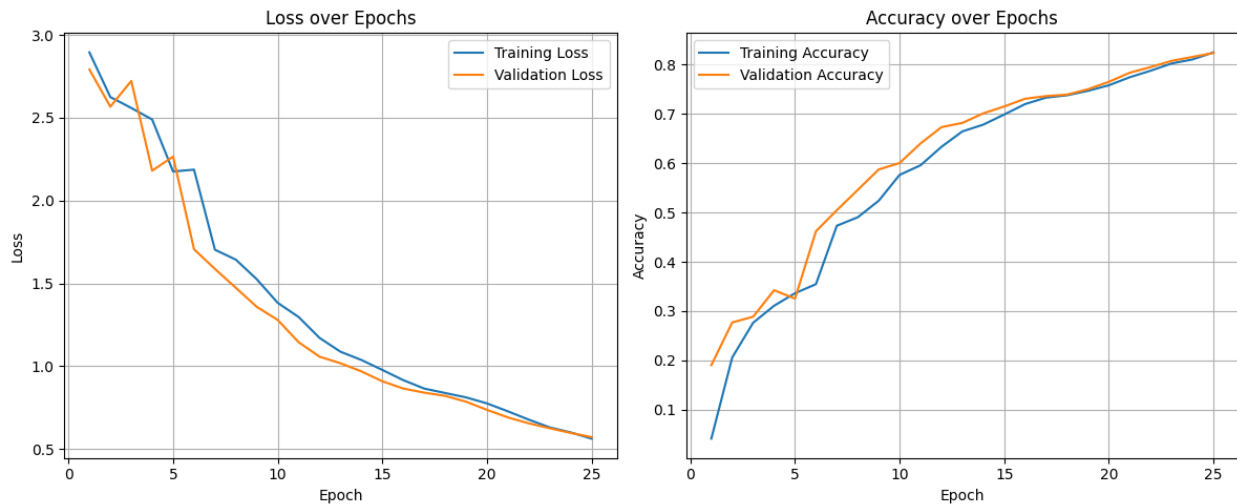 Loss over Epochs
Training Loss
Validation Loss
3.0
2.5
2.0
1.5
1.0
0.5
Loss
0 5 10 15 20 25
Epoch
Accuracy over Epochs
Training Accuracy
Validation Accuracy
0.8
0.7
0.6
0.5
0.4
0.3
0.2
0.1
Accuracy
0 5 10 15 20 25
Epoch